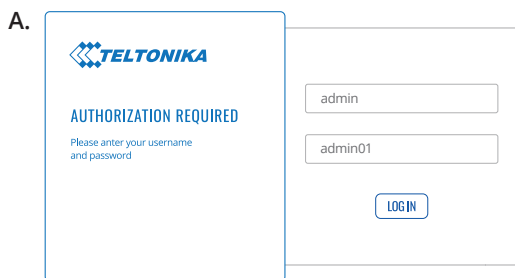 A.
TELTONIKA
AUTHORIZATION REQUIRED
Please anter your username
and password
admin
admin01
LOG IN